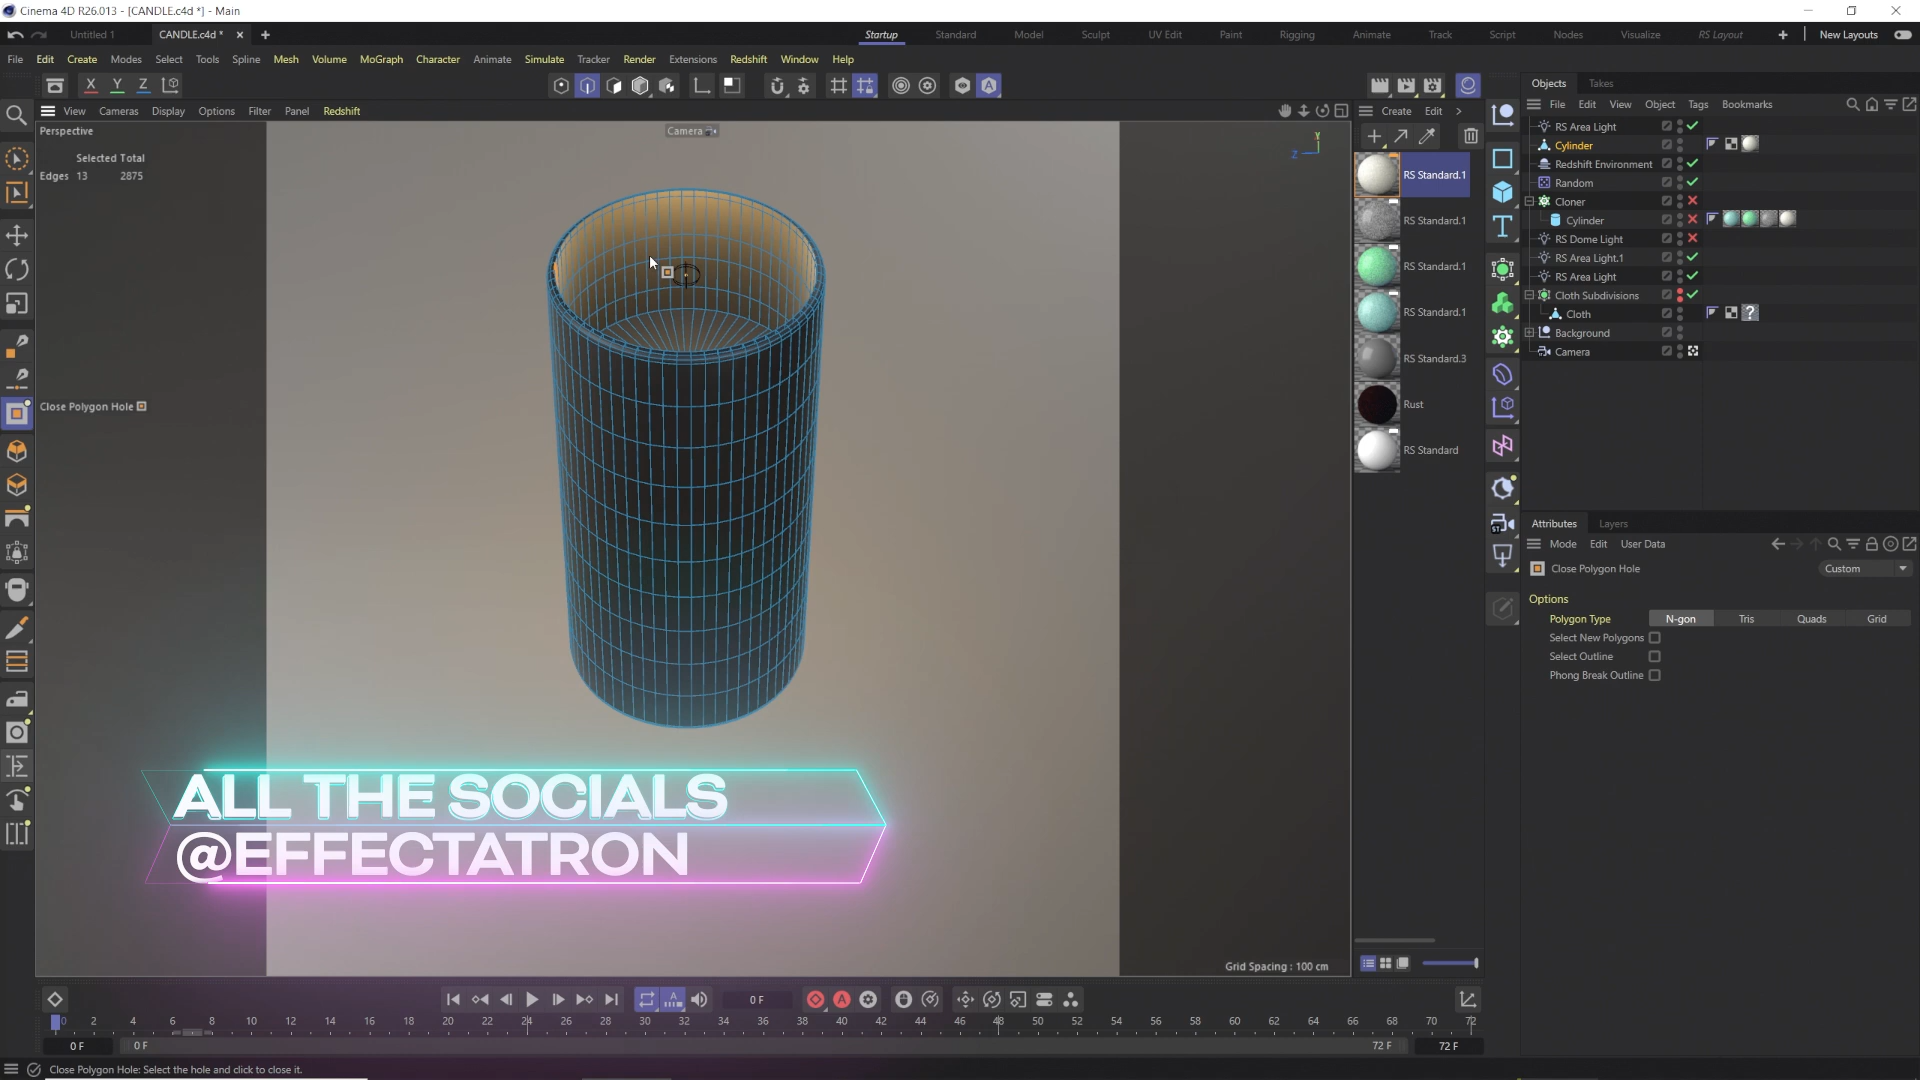 Cinema 4D R26.013 - [CANDLE.c4d *] - Main
Untitled 1
CANDLE.c4d *
Startup
Standard
Model
Sculpt
UV Edit
Paint
Rigging
Animate
Track
Script
Nodes
Visualize
RS Layout
New Layouts
File Edit Create Modes Select Tools Spline Mesh Volume MoGraph Character Animate Simulate Tracker Render Extensions Redshift Window Help
X Y Z
View Cameras Display Options Filter Panel Redshift
Perspective
Camera
Selected Total
Edges 13 2875
Y
Z
Close Polygon Hole
Grid Spacing : 100 cm
ALL THE SOCIALS
@EFFECTATRON
Create Edit
RS Standard.1
RS Standard.1
RS Standard.1
RS Standard.1
RS Standard.3
Rust
RS Standard
Objects Takes
File Edit View Object Tags Bookmarks
RS Area Light
Cylinder
Redshift Environment
Random
Cloner
Cylinder
RS Dome Light
RS Area Light.1
RS Area Light
Cloth Subdivisions
Cloth
?
Background
Camera
Attributes Layers
Mode Edit User Data
Close Polygon Hole
Custom
Options
Polygon Type N-gon Tris Quads Grid
Select New Polygons
Select Outline
Phong Break Outline
0 F
0 2 4 6 8 10 12 14 16 18 20 22 24 26 28 30 32 34 36 38 40 42 44 46 48 50 52 54 56 58 60 62 64 66 68 70 72
0 F
0 F
72 F
72 F
Close Polygon Hole: Select the hole and click to close it.